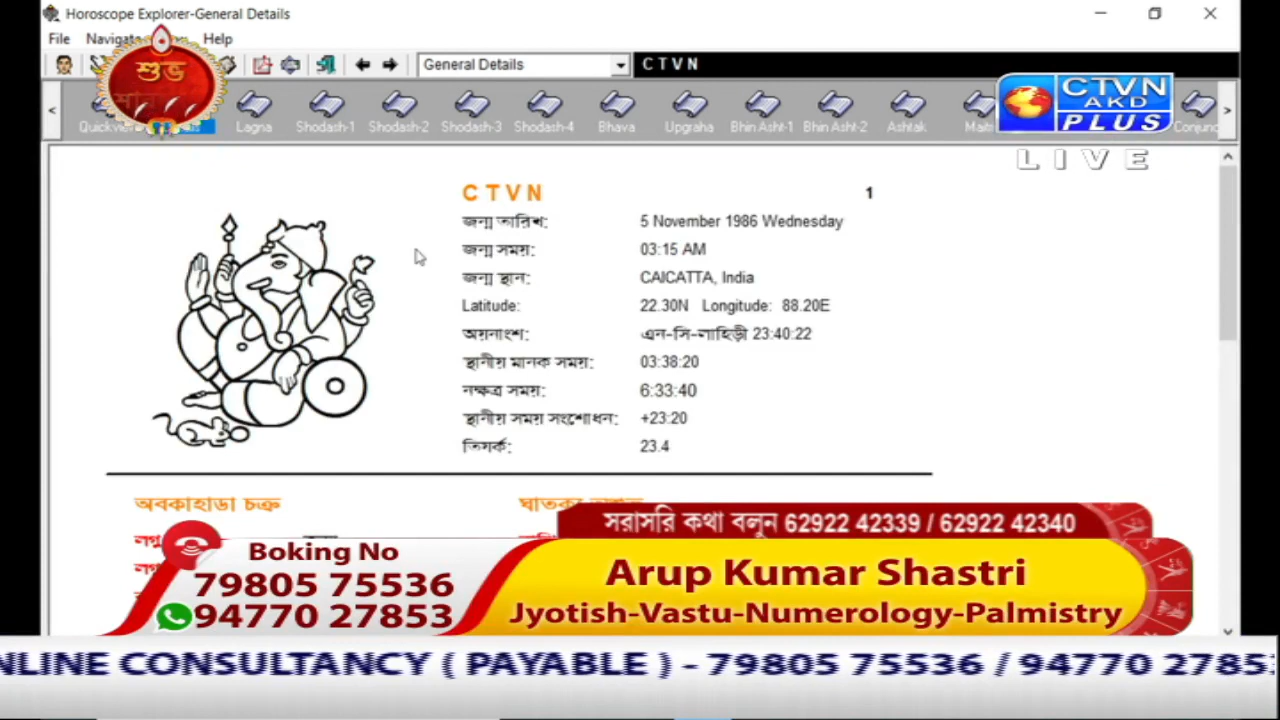 Horoscope Explorer-General Details
File Navigate Help
শুভ
General Details
CTVN
CTVN
AKD
PLUS
LIVE
< Lagna Shodash-1 Shodash-2 Shodash-3 Shodash-4 Bhava Upgraha Bhin Asht-1 Bhin Asht-2 Ashtak >
CTVN 1
জন্ম তারিখ: 5 November 1986 Wednesday
জন্ম সময়: 03:15 AM
জন্ম স্থান: CAlCATTA, India
Latitude: 22.30N Longitude: 88.20E
অয়নাংশ: এন-সি-লাহিড়ী 23:40:22
স্থানীয় মানক সময়: 03:38:20
নক্ষত্র সময়: 6:33:40
স্থানীয় সময় সংশোধন: +23:20
তির্সক: 23.4
অবকাহাডা চক্র
সরাসরি কথা বলুন 62922 42339 / 62922 42340
Boking No
79805 75536
94770 27853
Arup Kumar Shastri
Jyotish-Vastu-Numerology-Palmistry
NLINE CONSULTANCY ( PAYABLE ) - 79805 75536 / 94770 2785